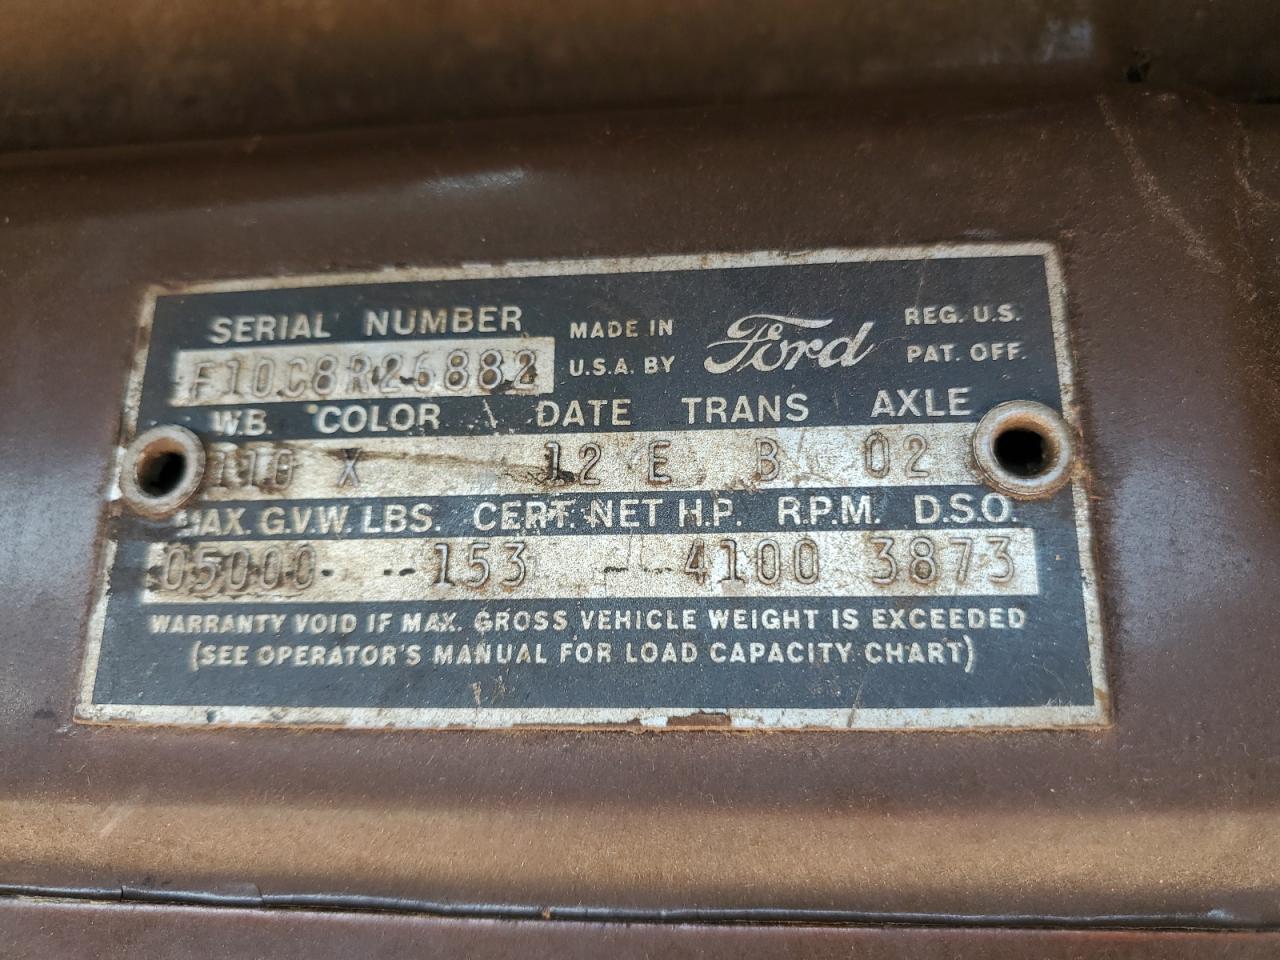 SERIAL NUMBER
MADE IN
U.S.A. BY
Ford
REG. U.S.
PAT. OFF.
F10C8R26882
W.B. COLOR DATE TRANS AXLE
110 X 12 E B 02
MAX. G.V.W. LBS. CERT. NET H.P. R.P.M. D.S.O.
05000 153 4100 3873
WARRANTY VOID IF MAX. GROSS VEHICLE WEIGHT IS EXCEEDED
(SEE OPERATOR'S MANUAL FOR LOAD CAPACITY CHART)